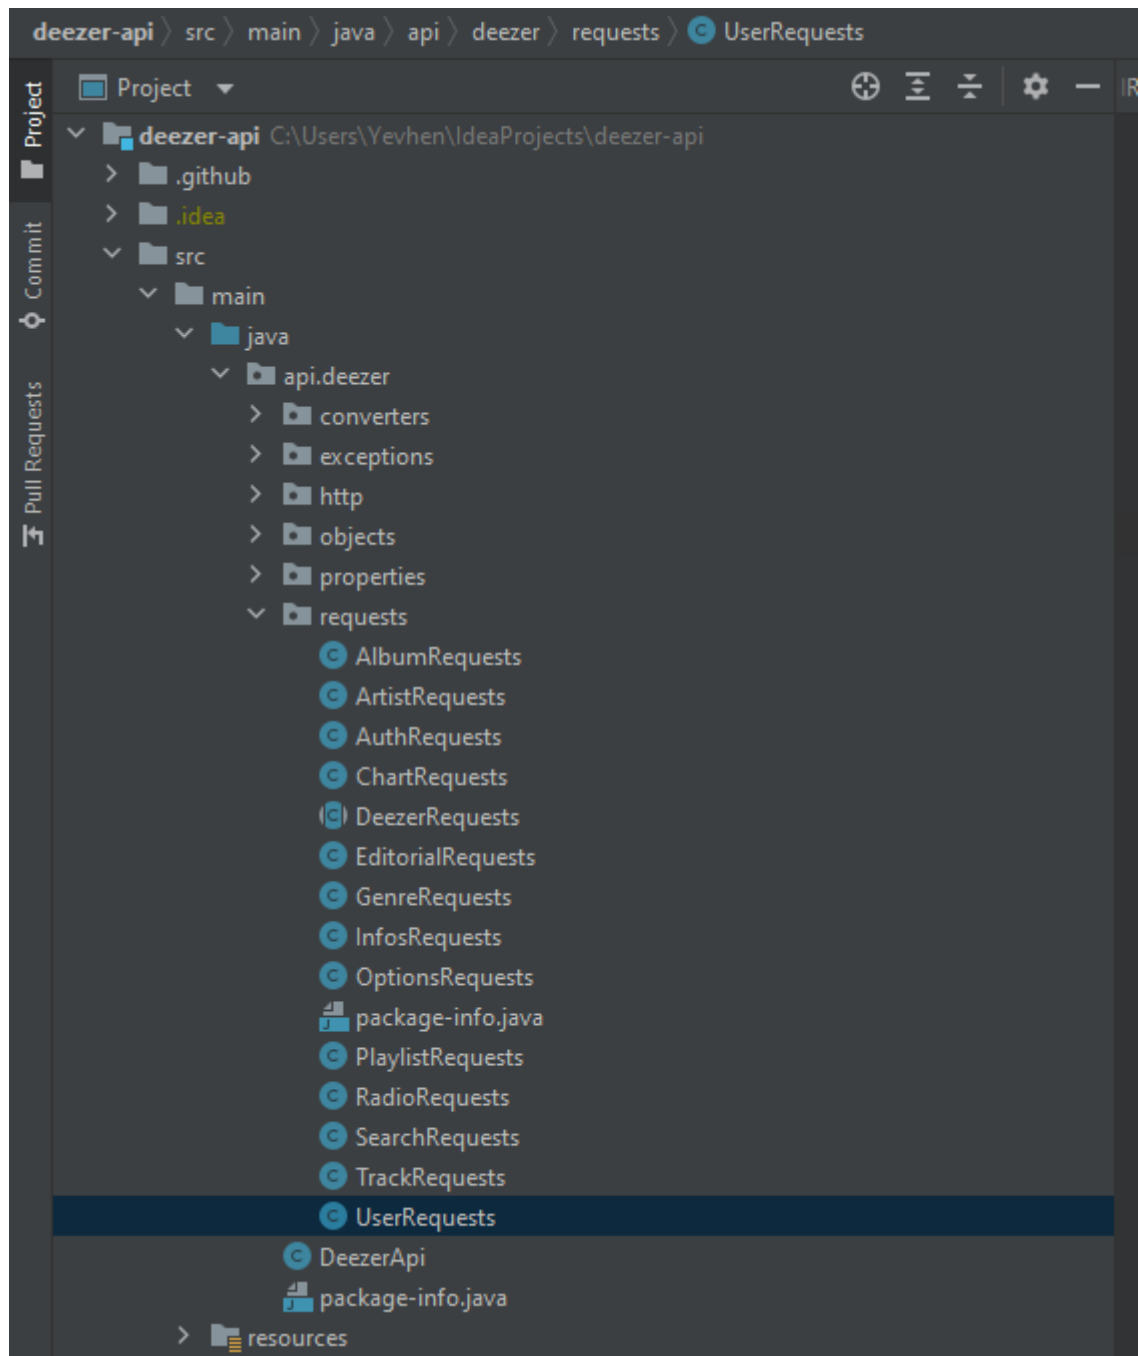 deezer-api 〉 src 〉 main 〉 java 〉 api 〉 deezer 〉 requests 〉 C UserRequests
Project
IR
deezer-api C:\Users\Yevhen\IdeaProjects\deezer-api
.github
.idea
src
main
java
api.deezer
converters
exceptions
http
objects
properties
requests
C AlbumRequests
C ArtistRequests
C AuthRequests
C ChartRequests
C DeezerRequests
C EditorialRequests
C GenreRequests
C InfosRequests
C OptionsRequests
J package-info.java
C PlaylistRequests
C RadioRequests
C SearchRequests
C TrackRequests
C UserRequests
C DeezerApi
J package-info.java
resources
Project
Commit
Pull Requests